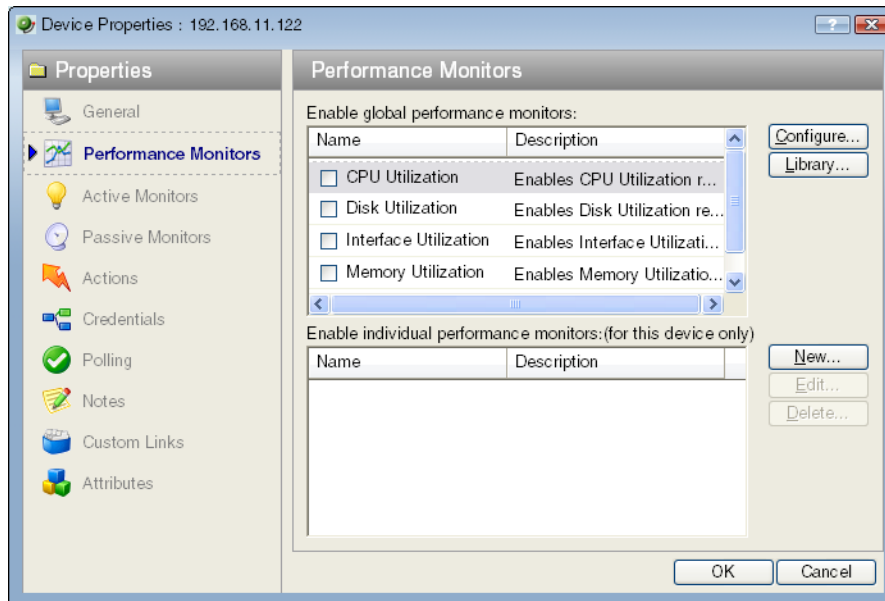 Device Properties : 192.168.11.122
Properties
General
Performance Monitors
Active Monitors
Passive Monitors
Actions
Credentials
Polling
Notes
Custom Links
Attributes
Performance Monitors
Enable global performance monitors:
Name Description
CPU Utilization Enables CPU Utilization r...
Disk Utilization Enables Disk Utilization re...
Interface Utilization Enables Interface Utilizati...
Memory Utilization Enables Memory Utilizatio...
Configure...
Library...
Enable individual performance monitors:(for this device only)
Name Description
New...
Edit...
Delete...
OK Cancel